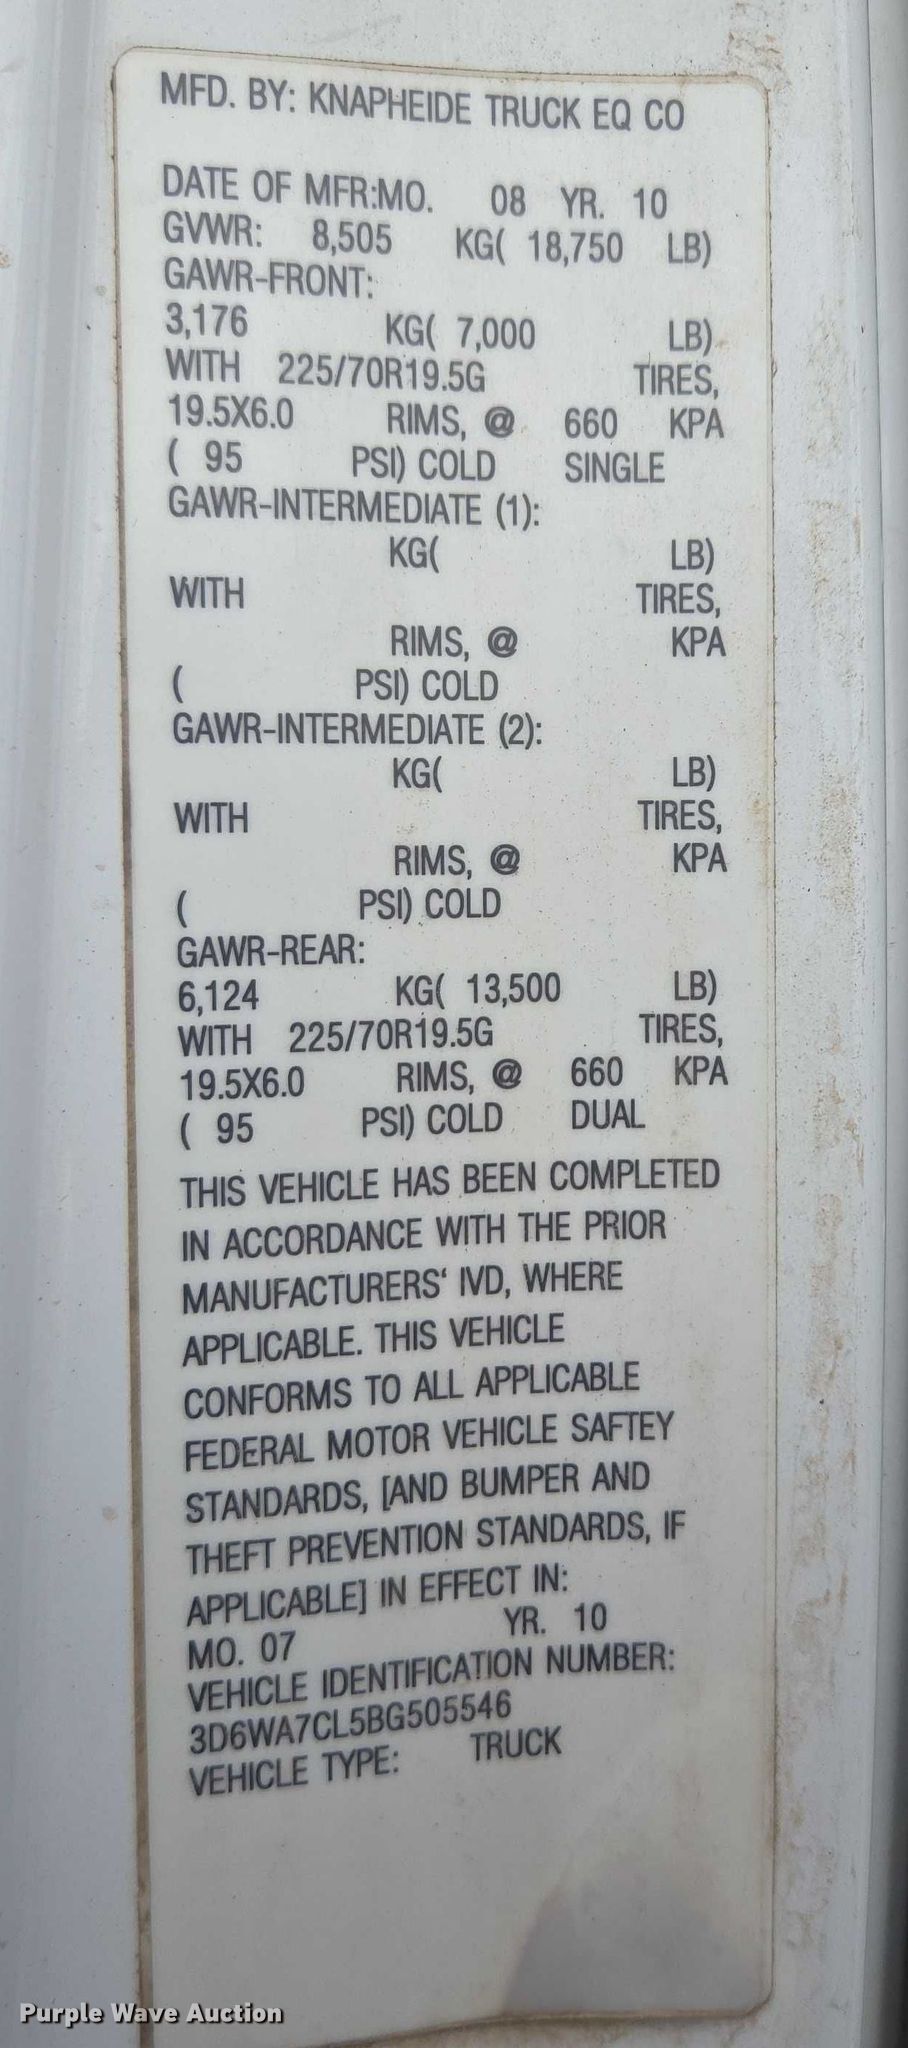 MFD. BY: KNAPHEIDE TRUCK EQ CO
DATE OF MFR:MO. 08 YR. 10
GVWR: 8,505 KG( 18,750 LB)
GAWR-FRONT:
3,176 KG( 7,000 LB)
WITH 225/70R19.5G TIRES,
19.5X6.0 RIMS, @ 660 KPA
( 95 PSI) COLD SINGLE
GAWR-INTERMEDIATE (1):
KG( LB)
WITH TIRES,
RIMS, @ KPA
( PSI) COLD
GAWR-INTERMEDIATE (2):
KG( LB)
WITH TIRES,
RIMS, @ KPA
( PSI) COLD
GAWR-REAR:
6,124 KG( 13,500 LB)
WITH 225/70R19.5G TIRES,
19.5X6.0 RIMS, @ 660 KPA
( 95 PSI) COLD DUAL
THIS VEHICLE HAS BEEN COMPLETED
IN ACCORDANCE WITH THE PRIOR
MANUFACTURERS' IVD, WHERE
APPLICABLE. THIS VEHICLE
CONFORMS TO ALL APPLICABLE
FEDERAL MOTOR VEHICLE SAFTEY
STANDARDS, [AND BUMPER AND
THEFT PREVENTION STANDARDS, IF
APPLICABLE] IN EFFECT IN:
MO. 07 YR. 10
VEHICLE IDENTIFICATION NUMBER:
3D6WA7CL5BG505546
VEHICLE TYPE: TRUCK
Purple Wave Auction